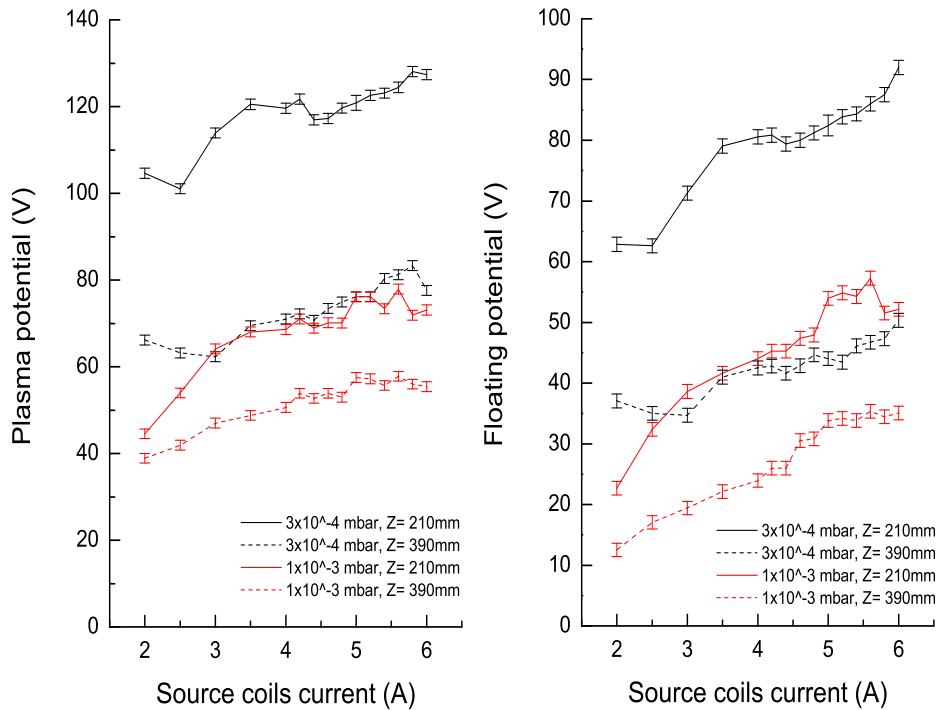 140
120
100
80
60
40
20
0
Plasma potential (V)
3x10^-4 mbar, Z= 210mm
3x10^-4 mbar, Z= 390mm
1x10^-3 mbar, Z= 210mm
1x10^-3 mbar, Z= 390mm
2 3 4 5 6
Source coils current (A)
100
90
80
70
60
50
40
30
20
10
0
Floating potential (V)
3x10^-4 mbar, Z= 210mm
3x10^-4 mbar, Z= 390mm
1x10^-3 mbar, Z= 210mm
1x10^-3 mbar, Z= 390mm
2 3 4 5 6
Source coils current (A)